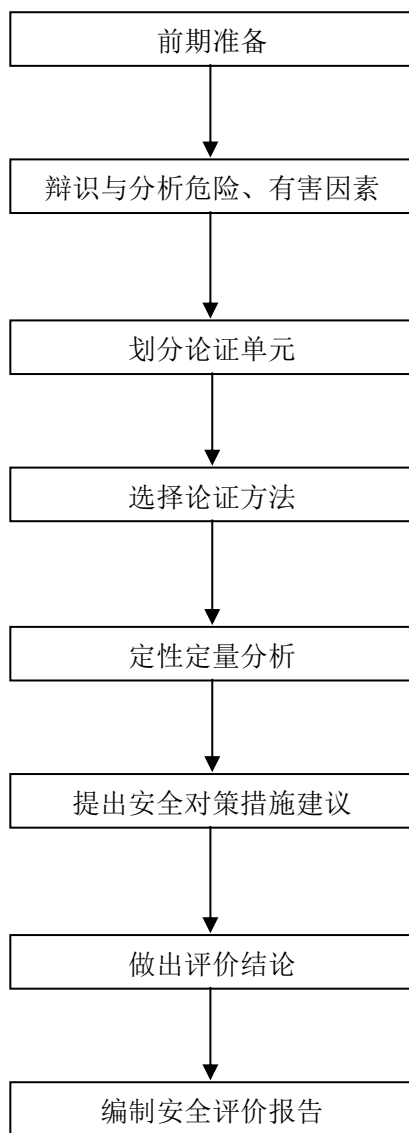 前期准备
辩识与分析危险、有害因素
划分论证单元
选择论证方法
定性定量分析
提出安全对策措施建议
做出评价结论
编制安全评价报告